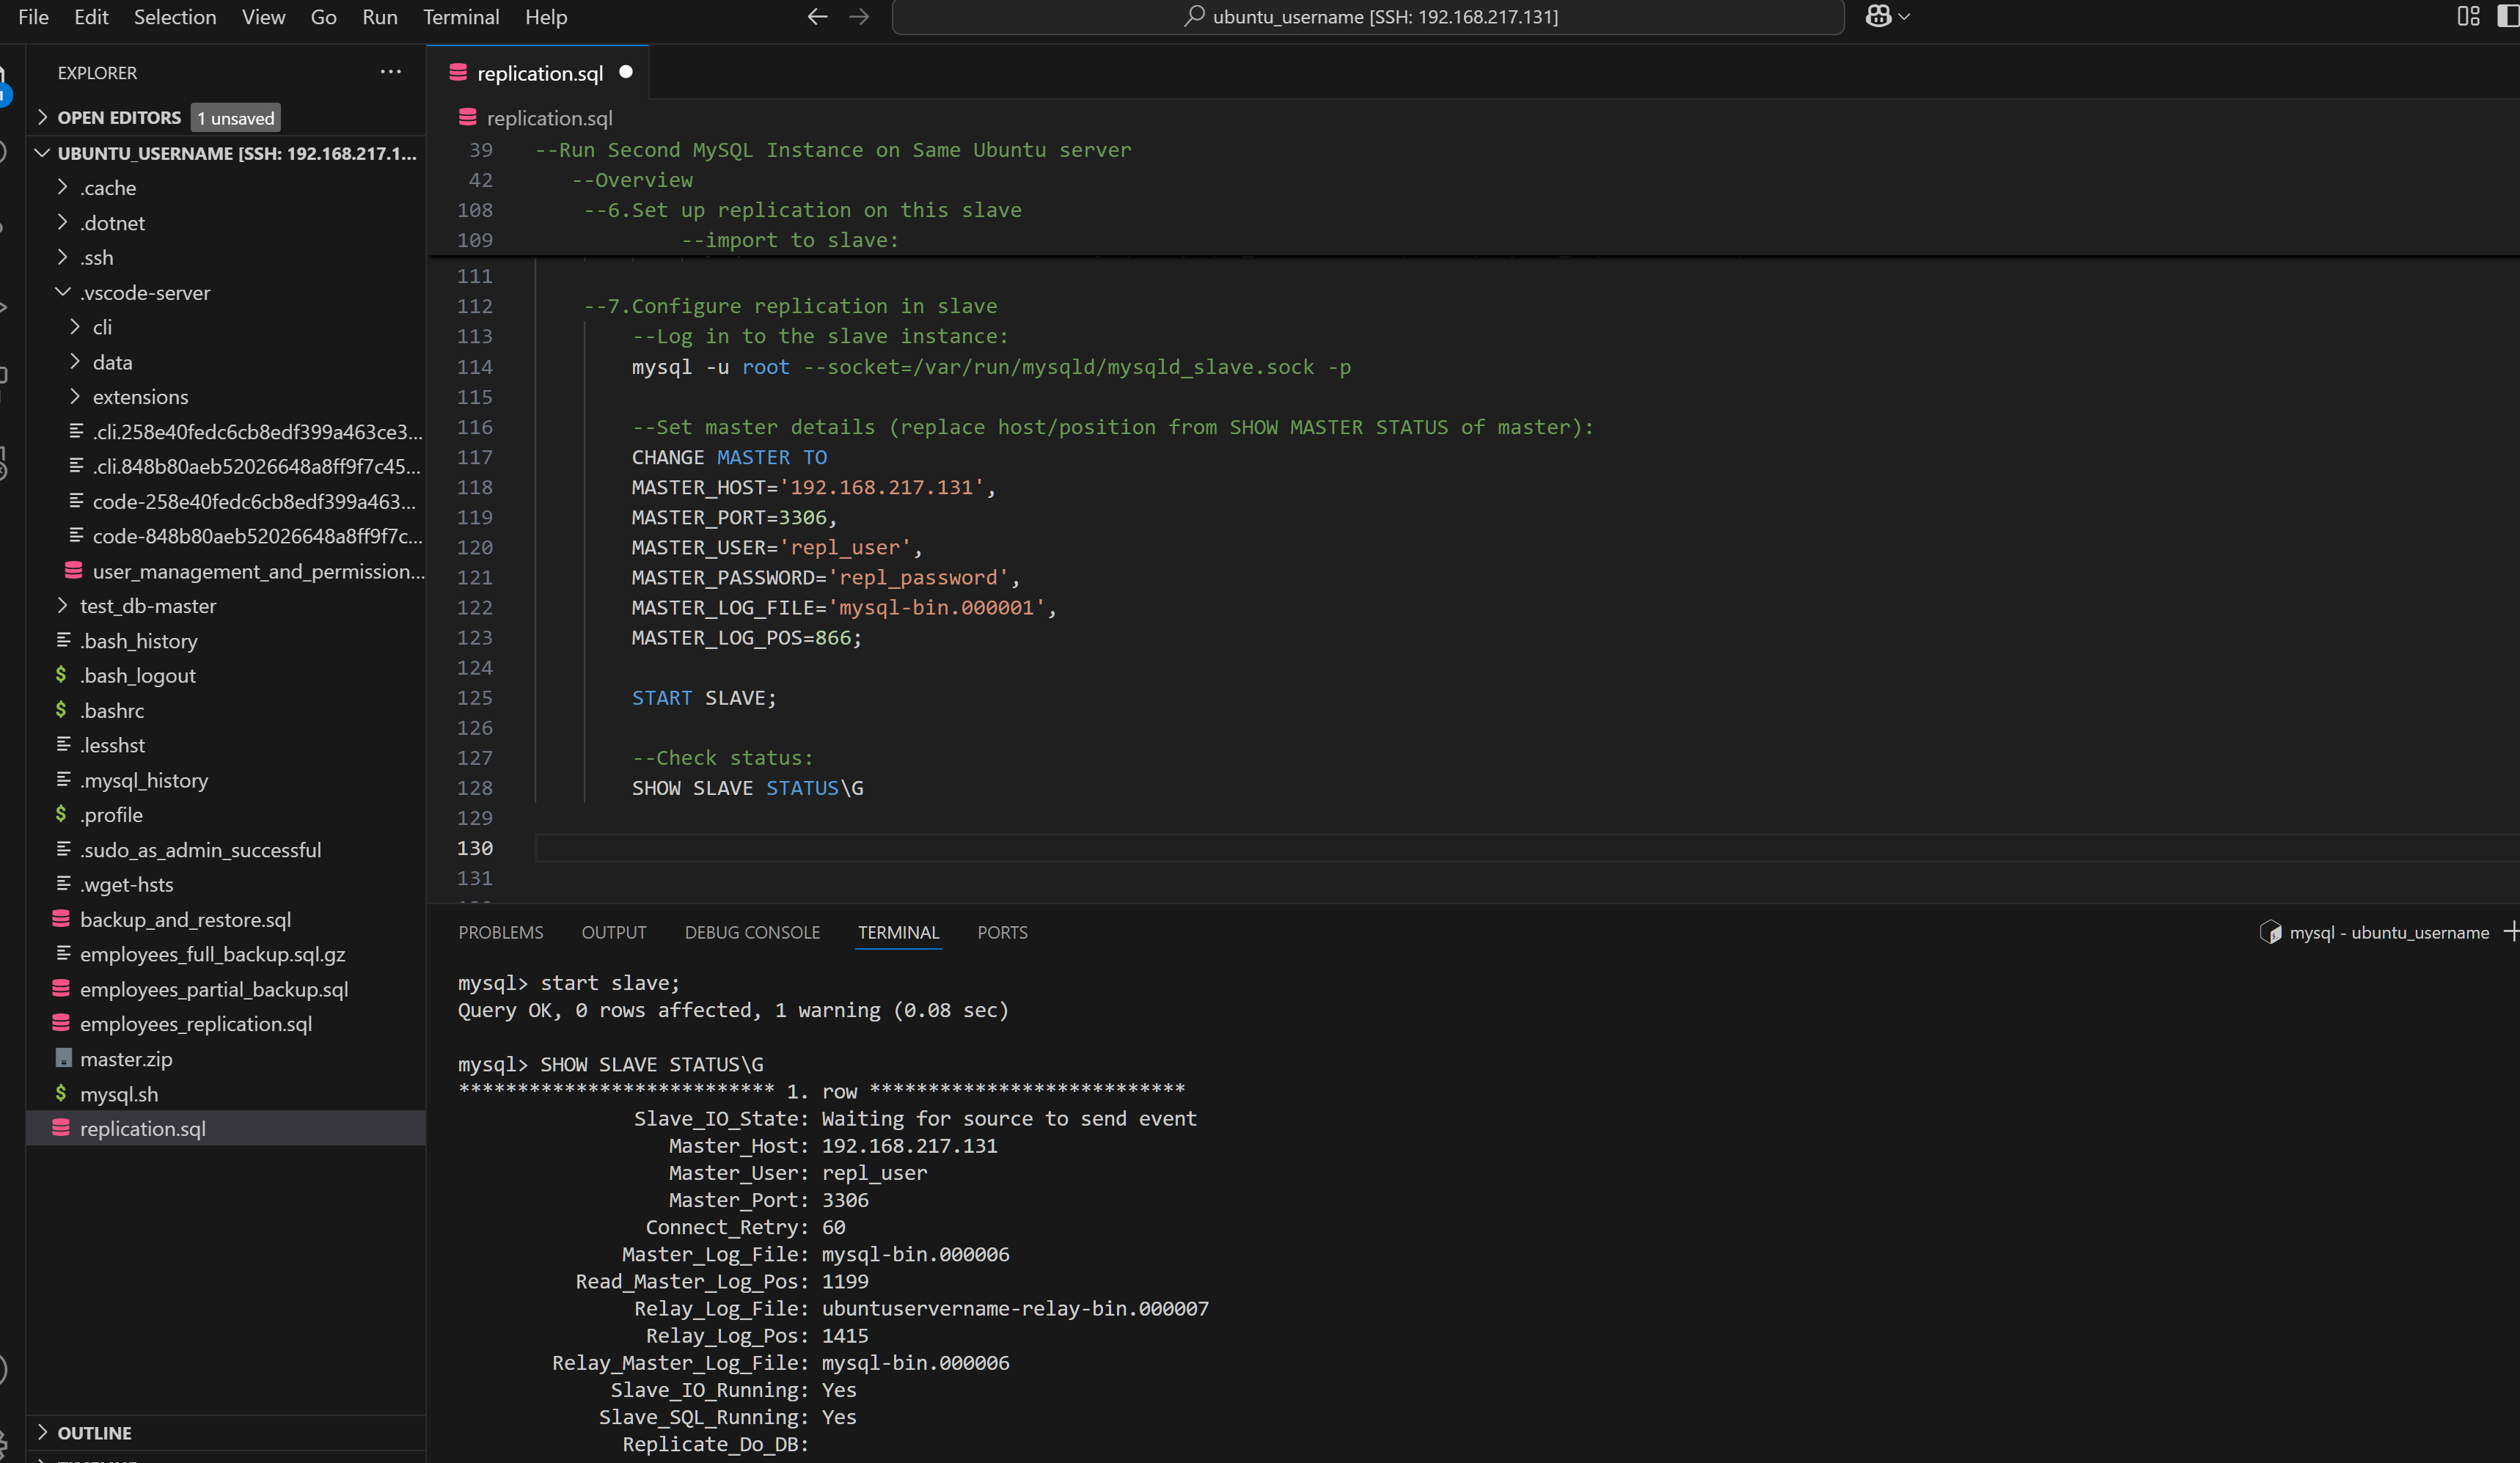 File Edit Selection View Go Run Terminal Help
ubuntu_username [SSH: 192.168.217.131]
EXPLORER
OPEN EDITORS 1 unsaved
UBUNTU_USERNAME [SSH: 192.168.217.1...
.cache
.dotnet
.ssh
.vscode-server
cli
data
extensions
.cli.258e40fedc6cb8edf399a463ce3...
.cli.848b80aeb52026648a8ff9f7c45...
code-258e40fedc6cb8edf399a463...
code-848b80aeb52026648a8ff9f7c...
user_management_and_permission...
test_db-master
.bash_history
.bash_logout
.bashrc
.lesshst
.mysql_history
.profile
.sudo_as_admin_successful
.wget-hsts
backup_and_restore.sql
employees_full_backup.sql.gz
employees_partial_backup.sql
employees_replication.sql
master.zip
mysql.sh
replication.sql
OUTLINE
replication.sql
replication.sql
39 --Run Second MySQL Instance on Same Ubuntu server
42 --Overview
108 --6.Set up replication on this slave
109 --import to slave:
111
112 --7.Configure replication in slave
113 --Log in to the slave instance:
114 mysql -u root --socket=/var/run/mysqld/mysqld_slave.sock -p
115
116 --Set master details (replace host/position from SHOW MASTER STATUS of master):
117 CHANGE MASTER TO
118 MASTER_HOST='192.168.217.131',
119 MASTER_PORT=3306,
120 MASTER_USER='repl_user',
121 MASTER_PASSWORD='repl_password',
122 MASTER_LOG_FILE='mysql-bin.000001',
123 MASTER_LOG_POS=866;
124
125 START SLAVE;
126
127 --Check status:
128 SHOW SLAVE STATUS\G
129
130
131
PROBLEMS OUTPUT DEBUG CONSOLE TERMINAL PORTS
mysql - ubuntu_username
mysql> start slave;
Query OK, 0 rows affected, 1 warning (0.08 sec)
mysql> SHOW SLAVE STATUS\G
*************************** 1. row ***************************
Slave_IO_State: Waiting for source to send event
Master_Host: 192.168.217.131
Master_User: repl_user
Master_Port: 3306
Connect_Retry: 60
Master_Log_File: mysql-bin.000006
Read_Master_Log_Pos: 1199
Relay_Log_File: ubuntuservername-relay-bin.000007
Relay_Log_Pos: 1415
Relay_Master_Log_File: mysql-bin.000006
Slave_IO_Running: Yes
Slave_SQL_Running: Yes
Replicate_Do_DB: